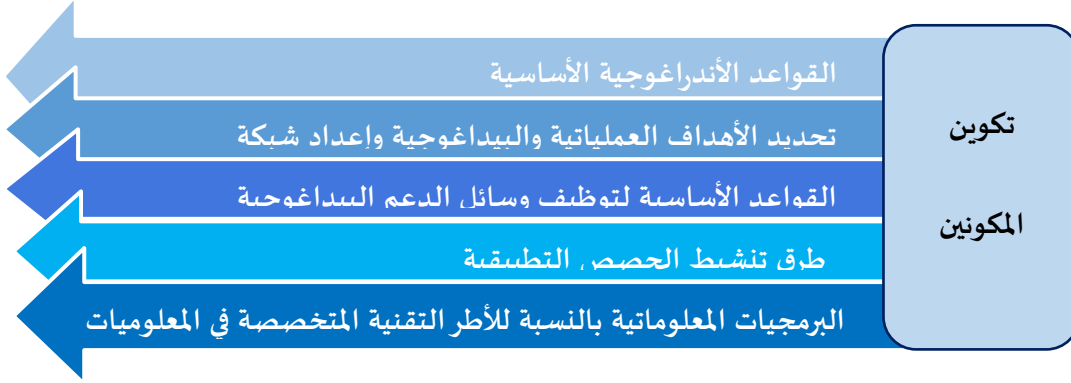 تكوين
المكونين
القواعد الأندراغوجية الأساسية
تحديد الأهداف العملياتية والبيداغوجية وإعداد شبكة
القواعد الأساسية لتوظيف وسائل الدعم البيداغوجية
طرق تنشيط الحصص التطبيقية
البرمجيات المعلوماتية بالنسبة للأطر التقنية المتخصصة في المعلوميات